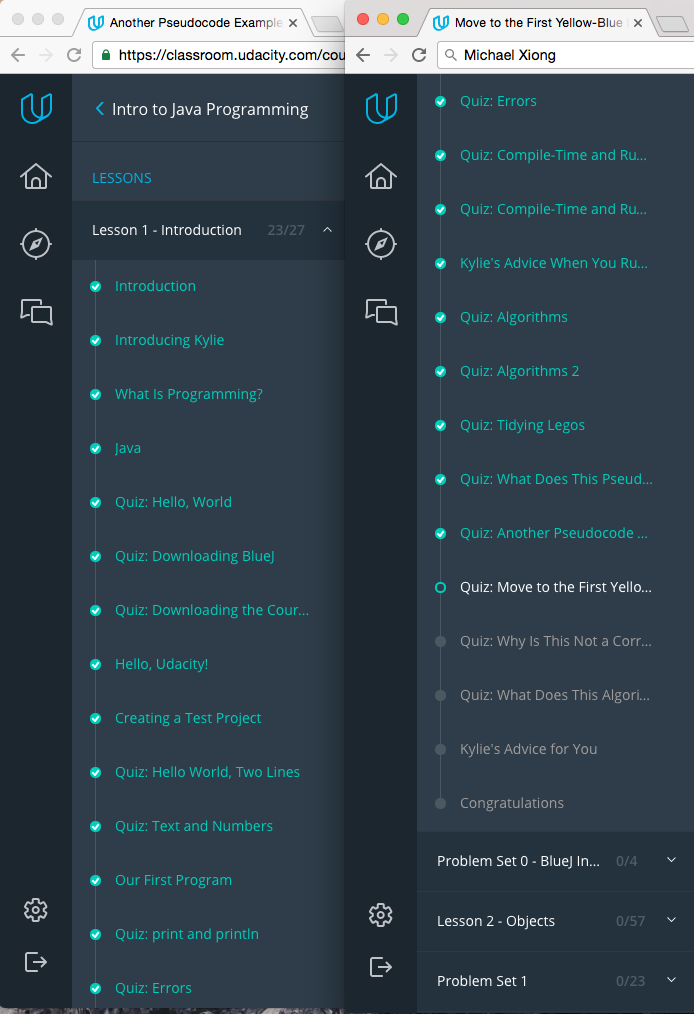 Another Pseudocode Example
https://classroom.udacity.com/cou
Intro to Java Programming
LESSONS
Lesson 1 - Introduction 23/27
Introduction
Introducing Kylie
What Is Programming?
Java
Quiz: Hello, World
Quiz: Downloading BlueJ
Quiz: Downloading the Cour...
Hello, Udacity!
Creating a Test Project
Quiz: Hello World, Two Lines
Quiz: Text and Numbers
Our First Program
Quiz: print and println
Quiz: Errors
Move to the First Yellow-Blue
Michael Xiong
Quiz: Errors
Quiz: Compile-Time and Ru...
Quiz: Compile-Time and Ru...
Kylie's Advice When You Ru...
Quiz: Algorithms
Quiz: Algorithms 2
Quiz: Tidying Legos
Quiz: What Does This Pseud...
Quiz: Another Pseudocode ...
Quiz: Move to the First Yello...
Quiz: Why Is This Not a Corr...
Quiz: What Does This Algori...
Kylie's Advice for You
Congratulations
Problem Set 0 - BlueJ In... 0/4
Lesson 2 - Objects 0/57
Problem Set 1 0/23